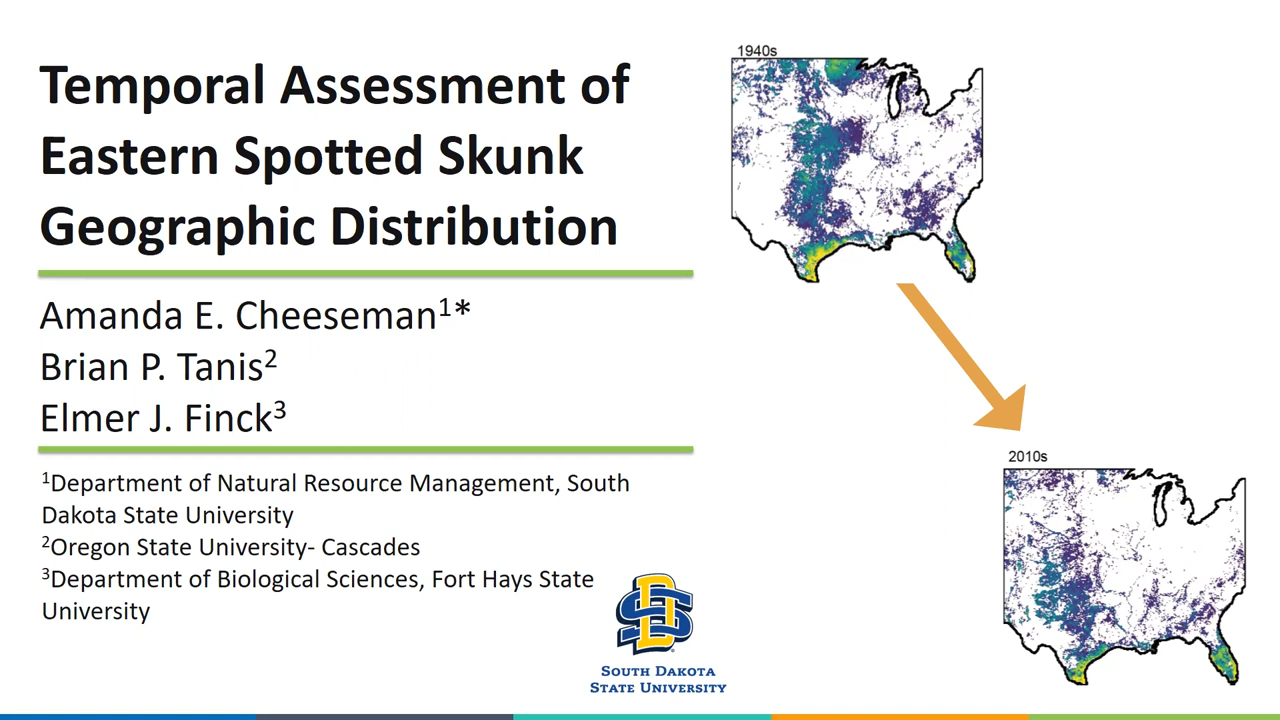 Temporal Assessment of
Eastern Spotted Skunk
Geographic Distribution
Amanda E. Cheeseman¹*
Brian P. Tanis²
Elmer J. Finck³
¹Department of Natural Resource Management, South
Dakota State University
²Oregon State University- Cascades
³Department of Biological Sciences, Fort Hays State
University
SOUTH DAKOTA
STATE UNIVERSITY
1940s
2010s